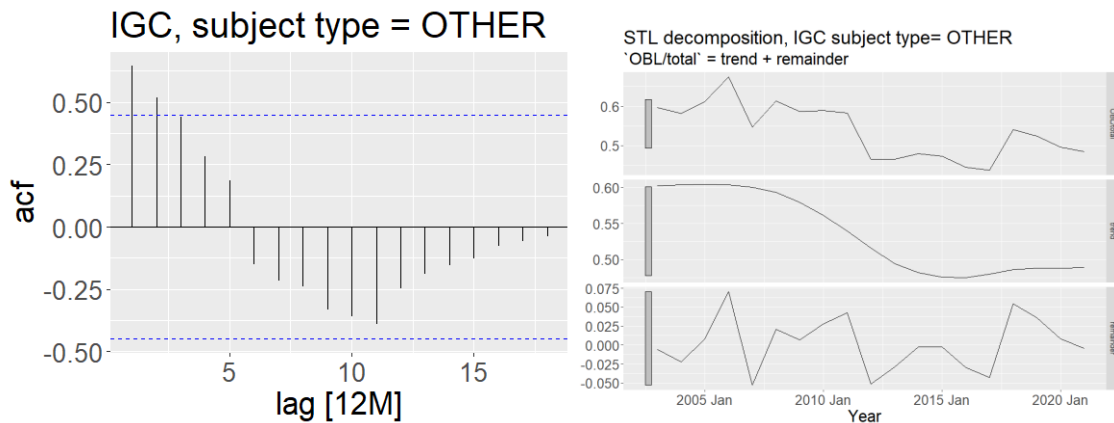 IGC, subject type = OTHER
0.50
0.25
0.00
-0.25
-0.50
acf
5
10
15
lag [12M]
STL decomposition, IGC subject type= OTHER
`OBL/total` = trend + remainder
0.6
0.5
0.60
0.55
0.50
trend
0.075
0.050
0.025
0.000
-0.025
-0.050
remainder
2005 Jan
2010 Jan
2015 Jan
2020 Jan
Year